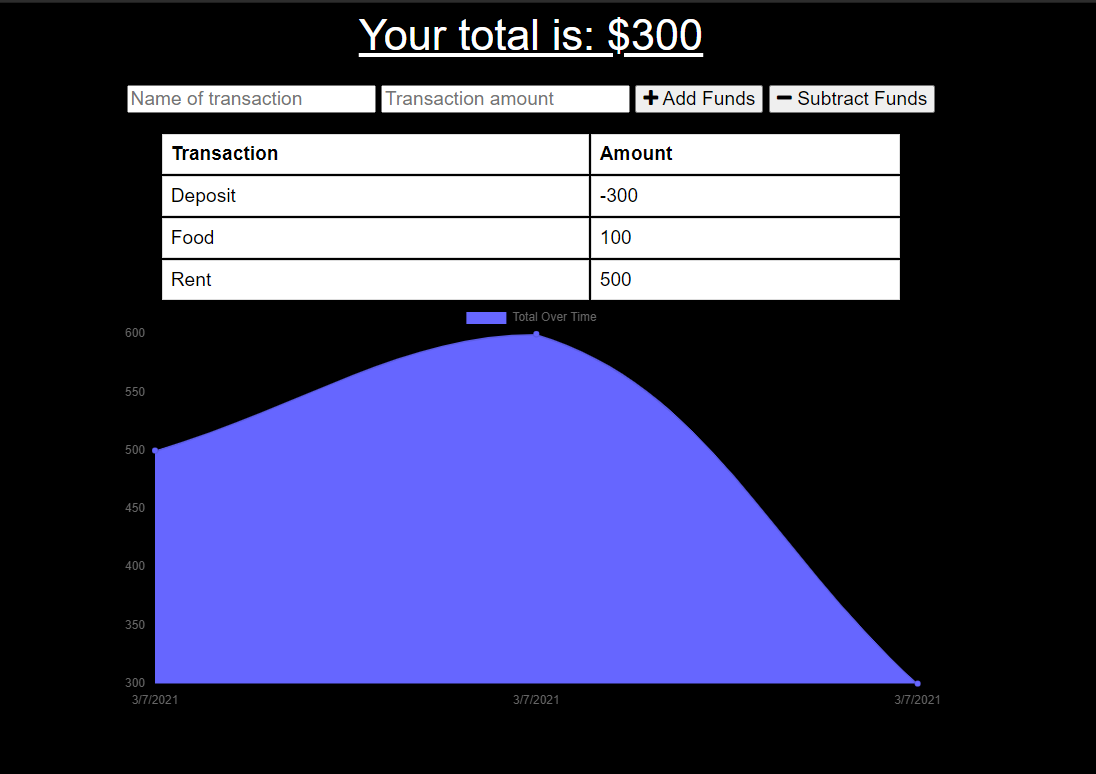 Your total is: $300
Name of transaction Transaction amount + Add Funds − Subtract Funds
Transaction Amount
Deposit -300
Food 100
Rent 500
Total Over Time
600
550
500
450
400
350
300
3/7/2021 3/7/2021 3/7/2021